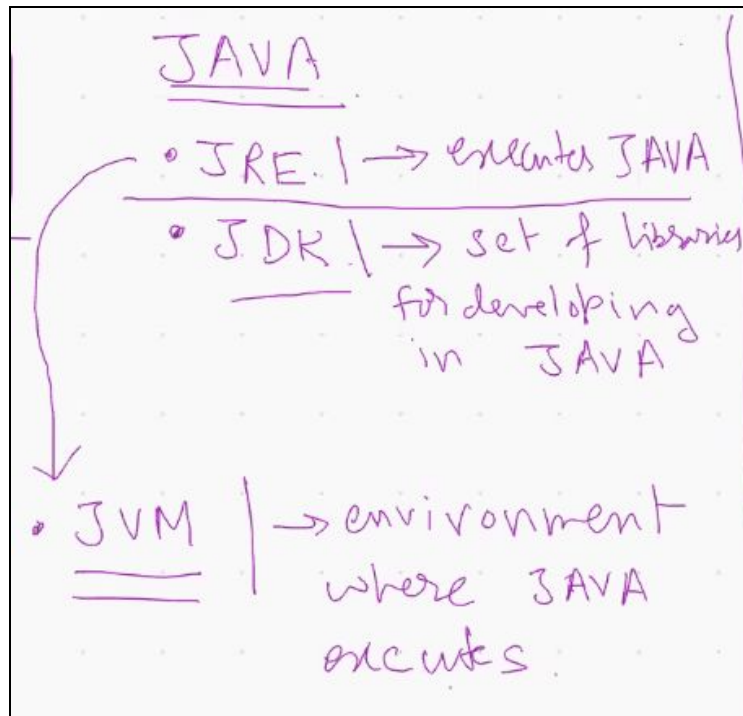 JAVA
• JRE. | → executes JAVA
• JDK. | → set of libraries
for developing
in JAVA
• JVM | → environment
where JAVA
executes.